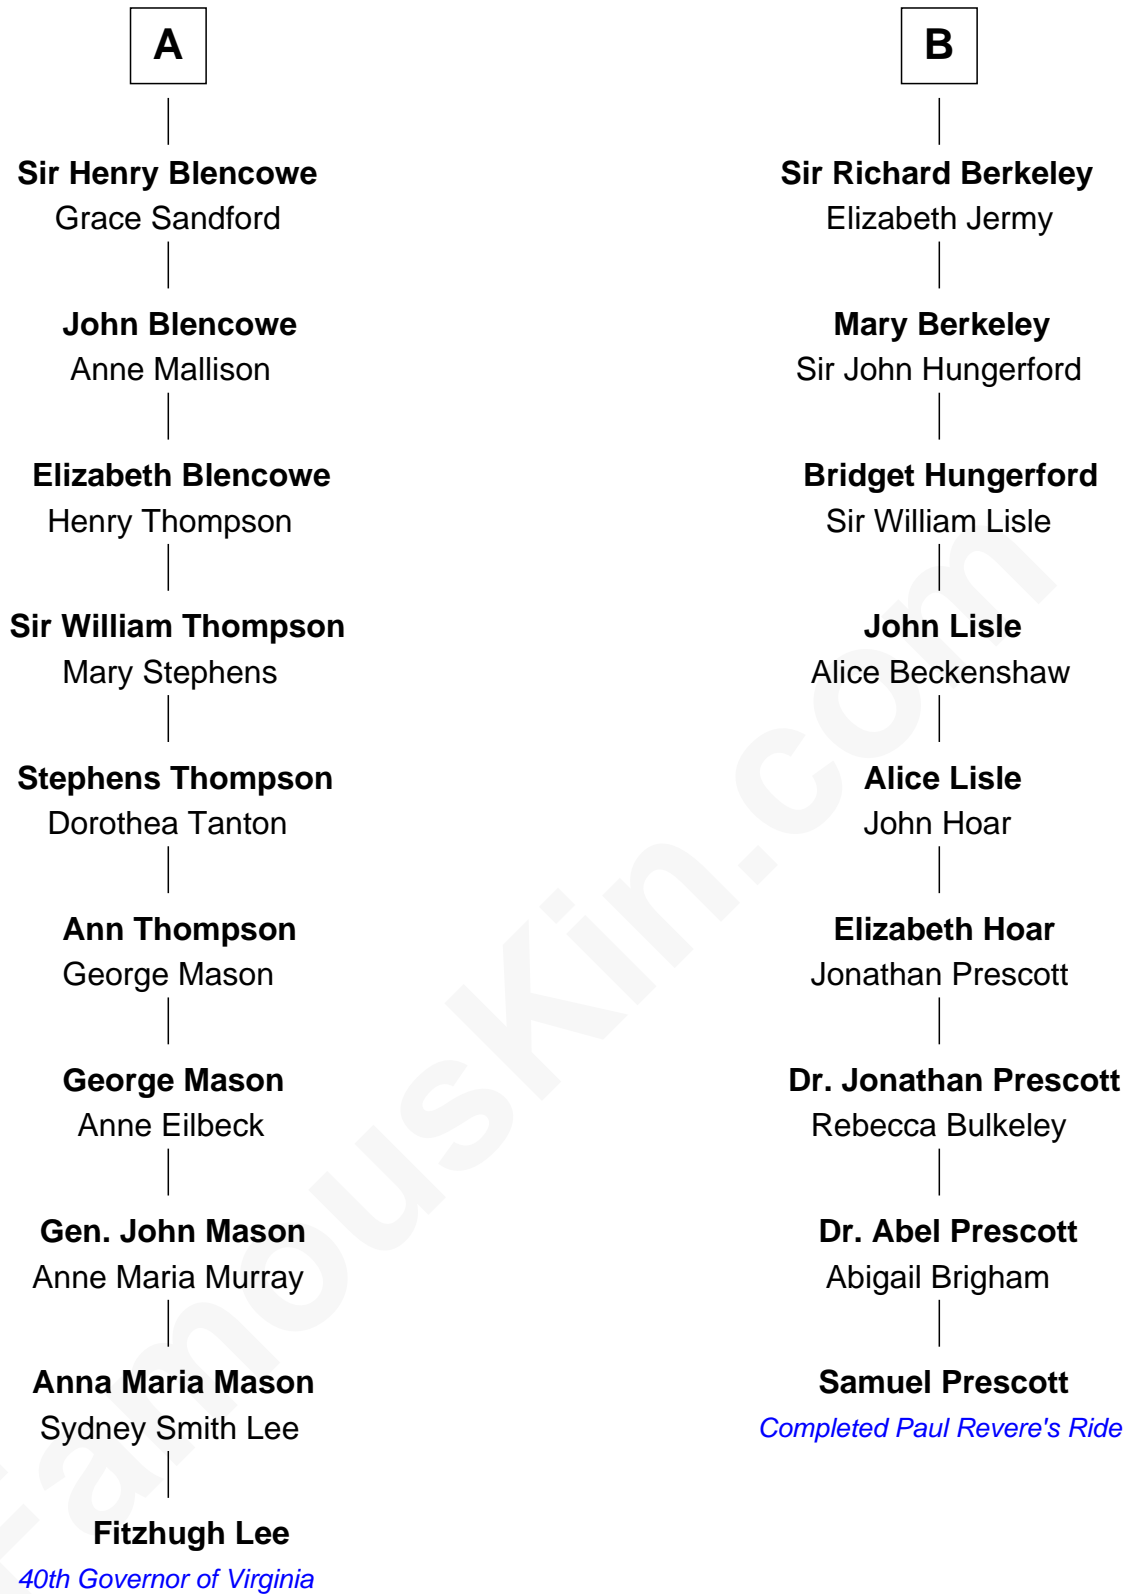 A
Sir Henry Blencowe
Grace Sandford
John Blencowe
Anne Mallison
Elizabeth Blencowe
Henry Thompson
Sir William Thompson
Mary Stephens
Stephens Thompson
Dorothea Tanton
Ann Thompson
George Mason
George Mason
Anne Eilbeck
Gen. John Mason
Anne Maria Murray
Anna Maria Mason
Sydney Smith Lee
Fitzhugh Lee
40th Governor of Virginia
B
Sir Richard Berkeley
Elizabeth Jermy
Mary Berkeley
Sir John Hungerford
Bridget Hungerford
Sir William Lisle
John Lisle
Alice Beckenshaw
Alice Lisle
John Hoar
Elizabeth Hoar
Jonathan Prescott
Dr. Jonathan Prescott
Rebecca Bulkeley
Dr. Abel Prescott
Abigail Brigham
Samuel Prescott
Completed Paul Revere's Ride
FamousKin.com